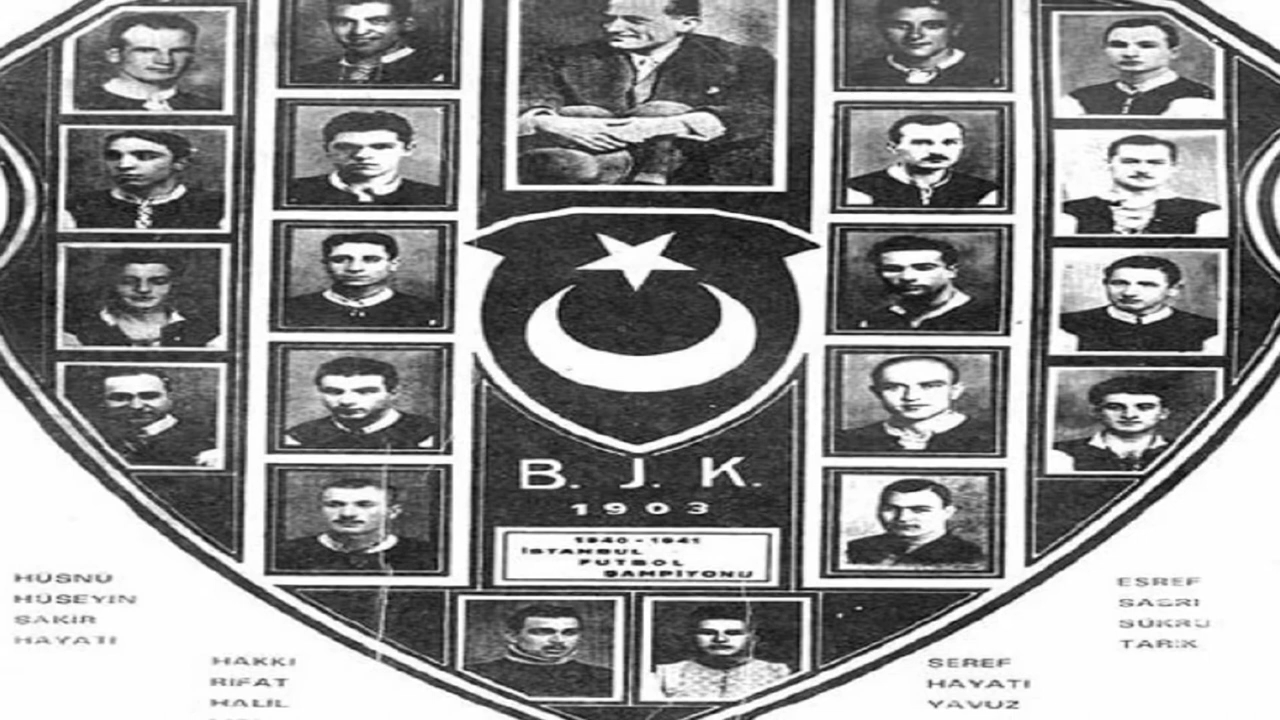 B. J. K.
1903
1940-1941
İSTANBUL
FUTBOL
ŞAMPİYONU
HÜSNÜ
HÜSEYİN
ŞAKİR
HAYATİ
HAKKI
RIFAT
HALİL
ŞEREF
HAYATİ
YAVUZ
EŞREF
SABRİ
ŞÜKRÜ
TARIK